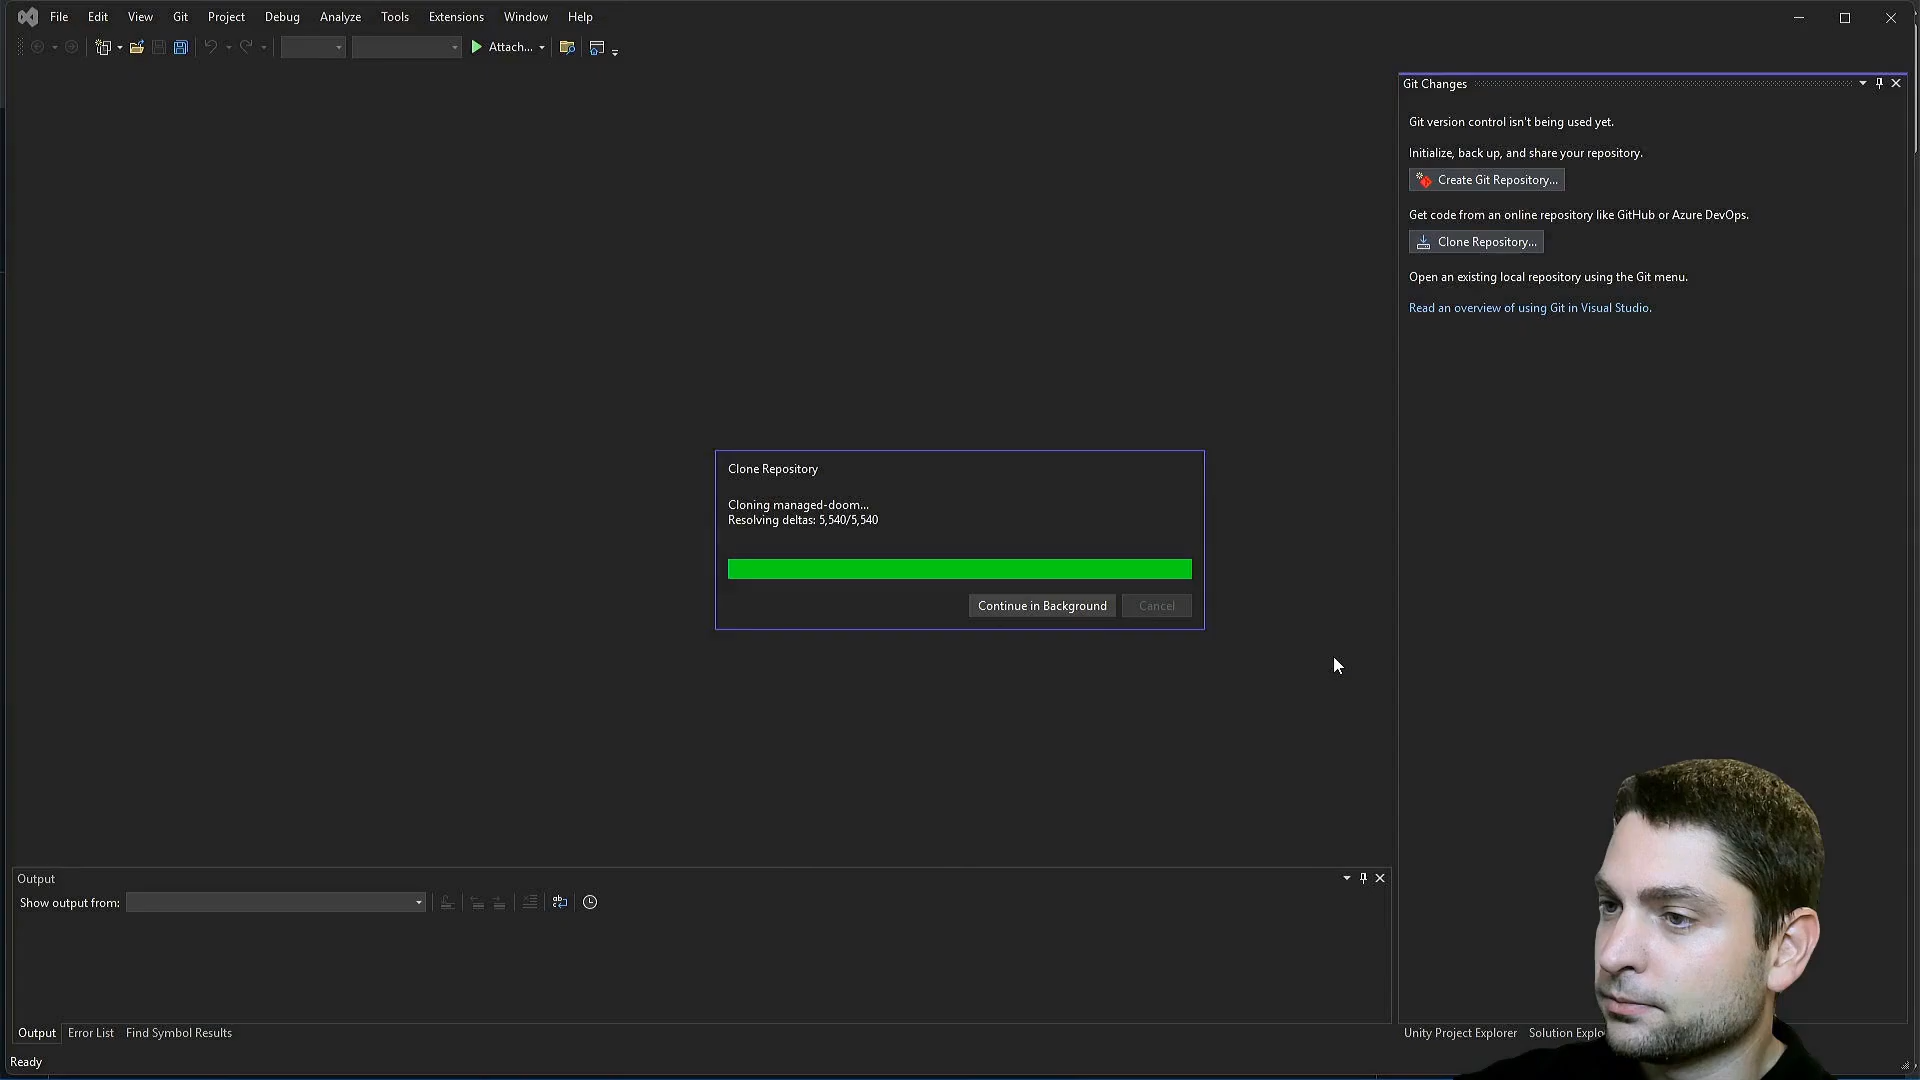 File Edit View Git Project Debug Analyze Tools Extensions Window Help
Attach...
Git Changes
Git version control isn't being used yet.
Initialize, back up, and share your repository.
Create Git Repository...
Get code from an online repository like GitHub or Azure DevOps.
Clone Repository...
Open an existing local repository using the Git menu.
Read an overview of using Git in Visual Studio.
Clone Repository
Cloning managed-doom...
Resolving deltas: 5,540/5,540
Continue in Background Cancel
Output
Show output from:
Output Error List Find Symbol Results
Unity Project Explorer Solution Explo
Ready